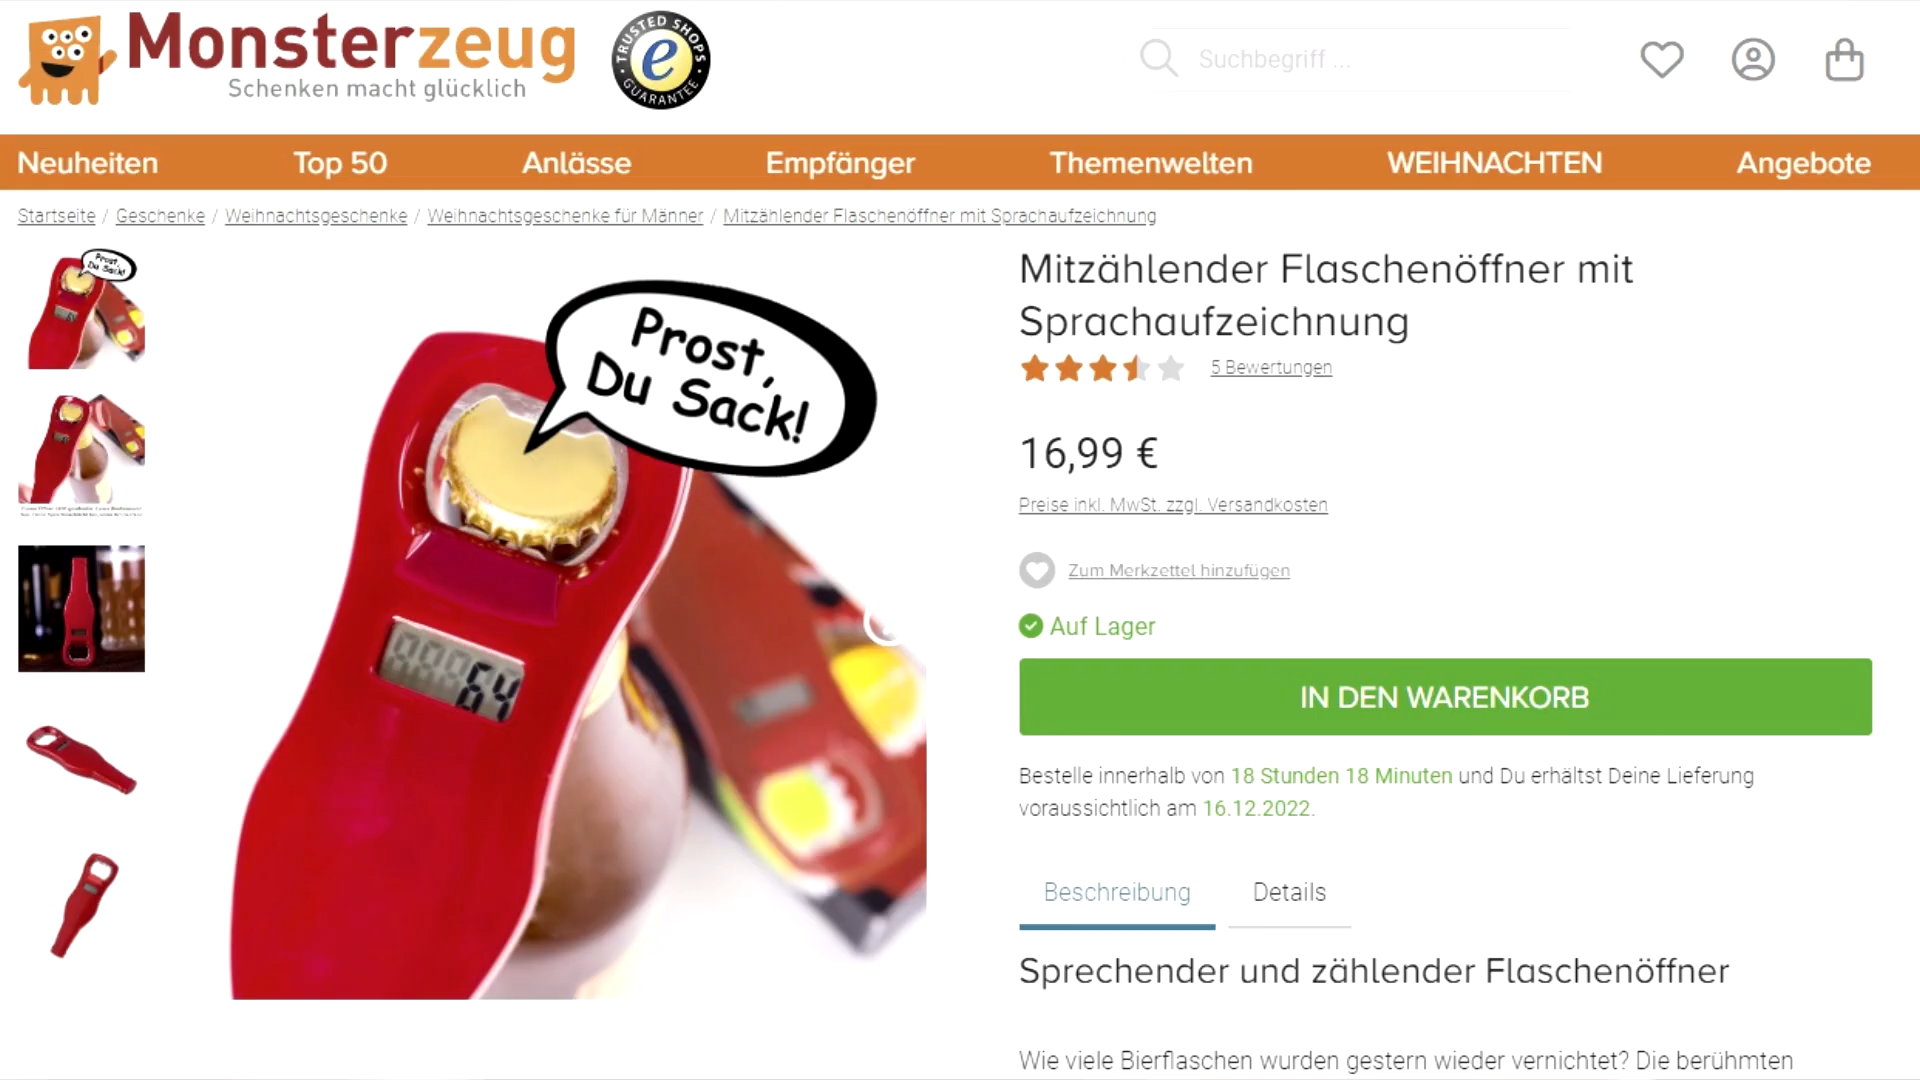 Monsterzeug
Schenken macht glücklich
TRUSTED SHOPS
e
GUARANTEE
Suchbegriff ...
Neuheiten
Top 50
Anlässe
Empfänger
Themenwelten
WEIHNACHTEN
Angebote
Startseite / Geschenke / Weihnachtsgeschenke / Weihnachtsgeschenke für Männer / Mitzählender Flaschenöffner mit Sprachaufzeichnung
Prost,
Du Sack!
Prost,
Du Sack!
64
Mitzählender Flaschenöffner mit
Sprachaufzeichnung
5 Bewertungen
16,99 €
Preise inkl. MwSt. zzgl. Versandkosten
Zum Merkzettel hinzufügen
Auf Lager
IN DEN WARENKORB
Bestelle innerhalb von 18 Stunden 18 Minuten und Du erhältst Deine Lieferung
voraussichtlich am 16.12.2022.
Beschreibung
Details
Sprechender und zählender Flaschenöffner
Wie viele Bierflaschen wurden gestern wieder vernichtet? Die berühmten